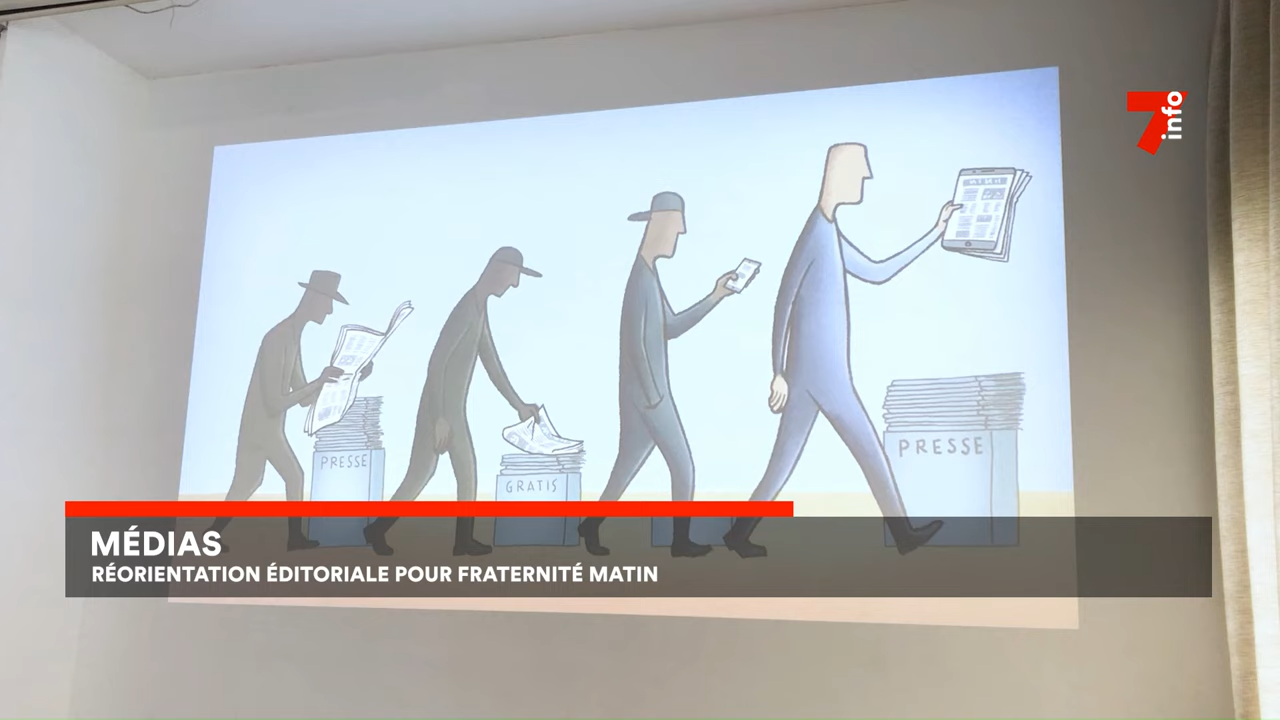 7
info
PRESSE
GRATIS
PRESSE
MÉDIAS
RÉORIENTATION ÉDITORIALE POUR FRATERNITÉ MATIN